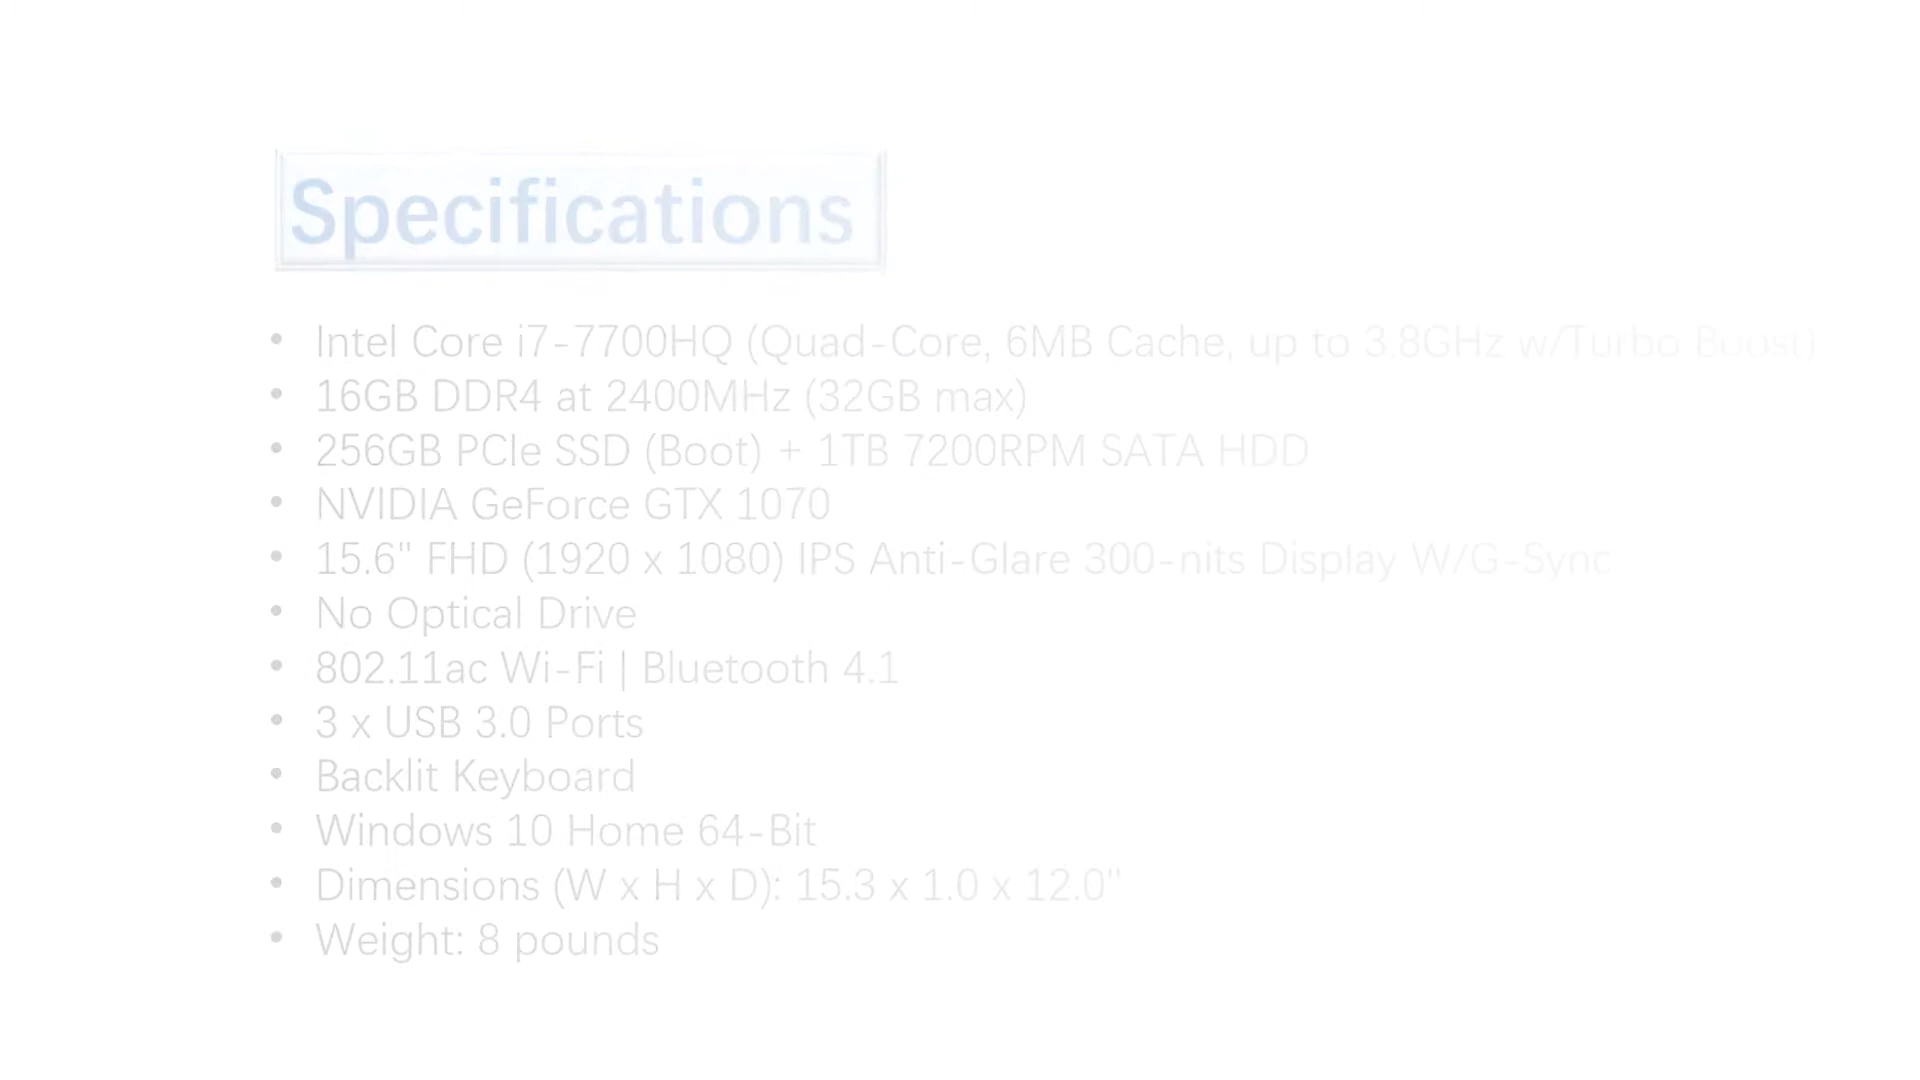 Specifications
• Intel Core i7-7700HQ (Quad-Core, 6MB Cache, up to 3.8GHz w/Turbo Boost)
• 16GB DDR4 at 2400MHz (32GB max)
• 256GB PCIe SSD (Boot) + 1TB 7200RPM SATA HDD
• NVIDIA GeForce GTX 1070
• 15.6" FHD (1920 x 1080) IPS Anti-Glare 300-nits Display W/G-Sync
• No Optical Drive
• 802.11ac Wi-Fi | Bluetooth 4.1
• 3 x USB 3.0 Ports
• Backlit Keyboard
• Windows 10 Home 64-Bit
• Dimensions (W x H x D): 15.3 x 1.0 x 12.0"
• Weight: 8 pounds